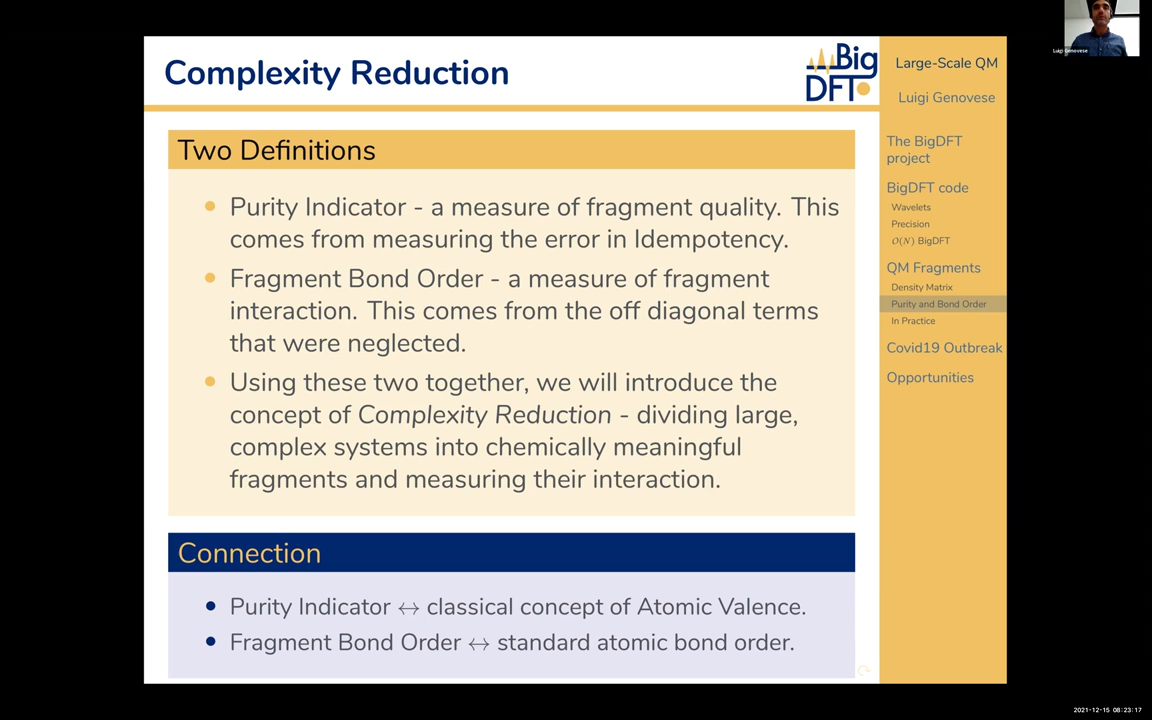 Complexity Reduction
Big
DFT
Two Definitions
Purity Indicator - a measure of fragment quality. This
comes from measuring the error in Idempotency.
Fragment Bond Order - a measure of fragment
interaction. This comes from the off diagonal terms
that were neglected.
Using these two together, we will introduce the
concept of Complexity Reduction - dividing large,
complex systems into chemically meaningful
fragments and measuring their interaction.
Connection
Purity Indicator ↔ classical concept of Atomic Valence.
Fragment Bond Order ↔ standard atomic bond order.
Large-Scale QM
Luigi Genovese
The BigDFT
project
BigDFT code
Wavelets
Precision
O(N) BigDFT
QM Fragments
Density Matrix
Purity and Bond Order
In Practice
Covid19 Outbreak
Opportunities
Luigi Genovese
2021-12-15 08:23:17